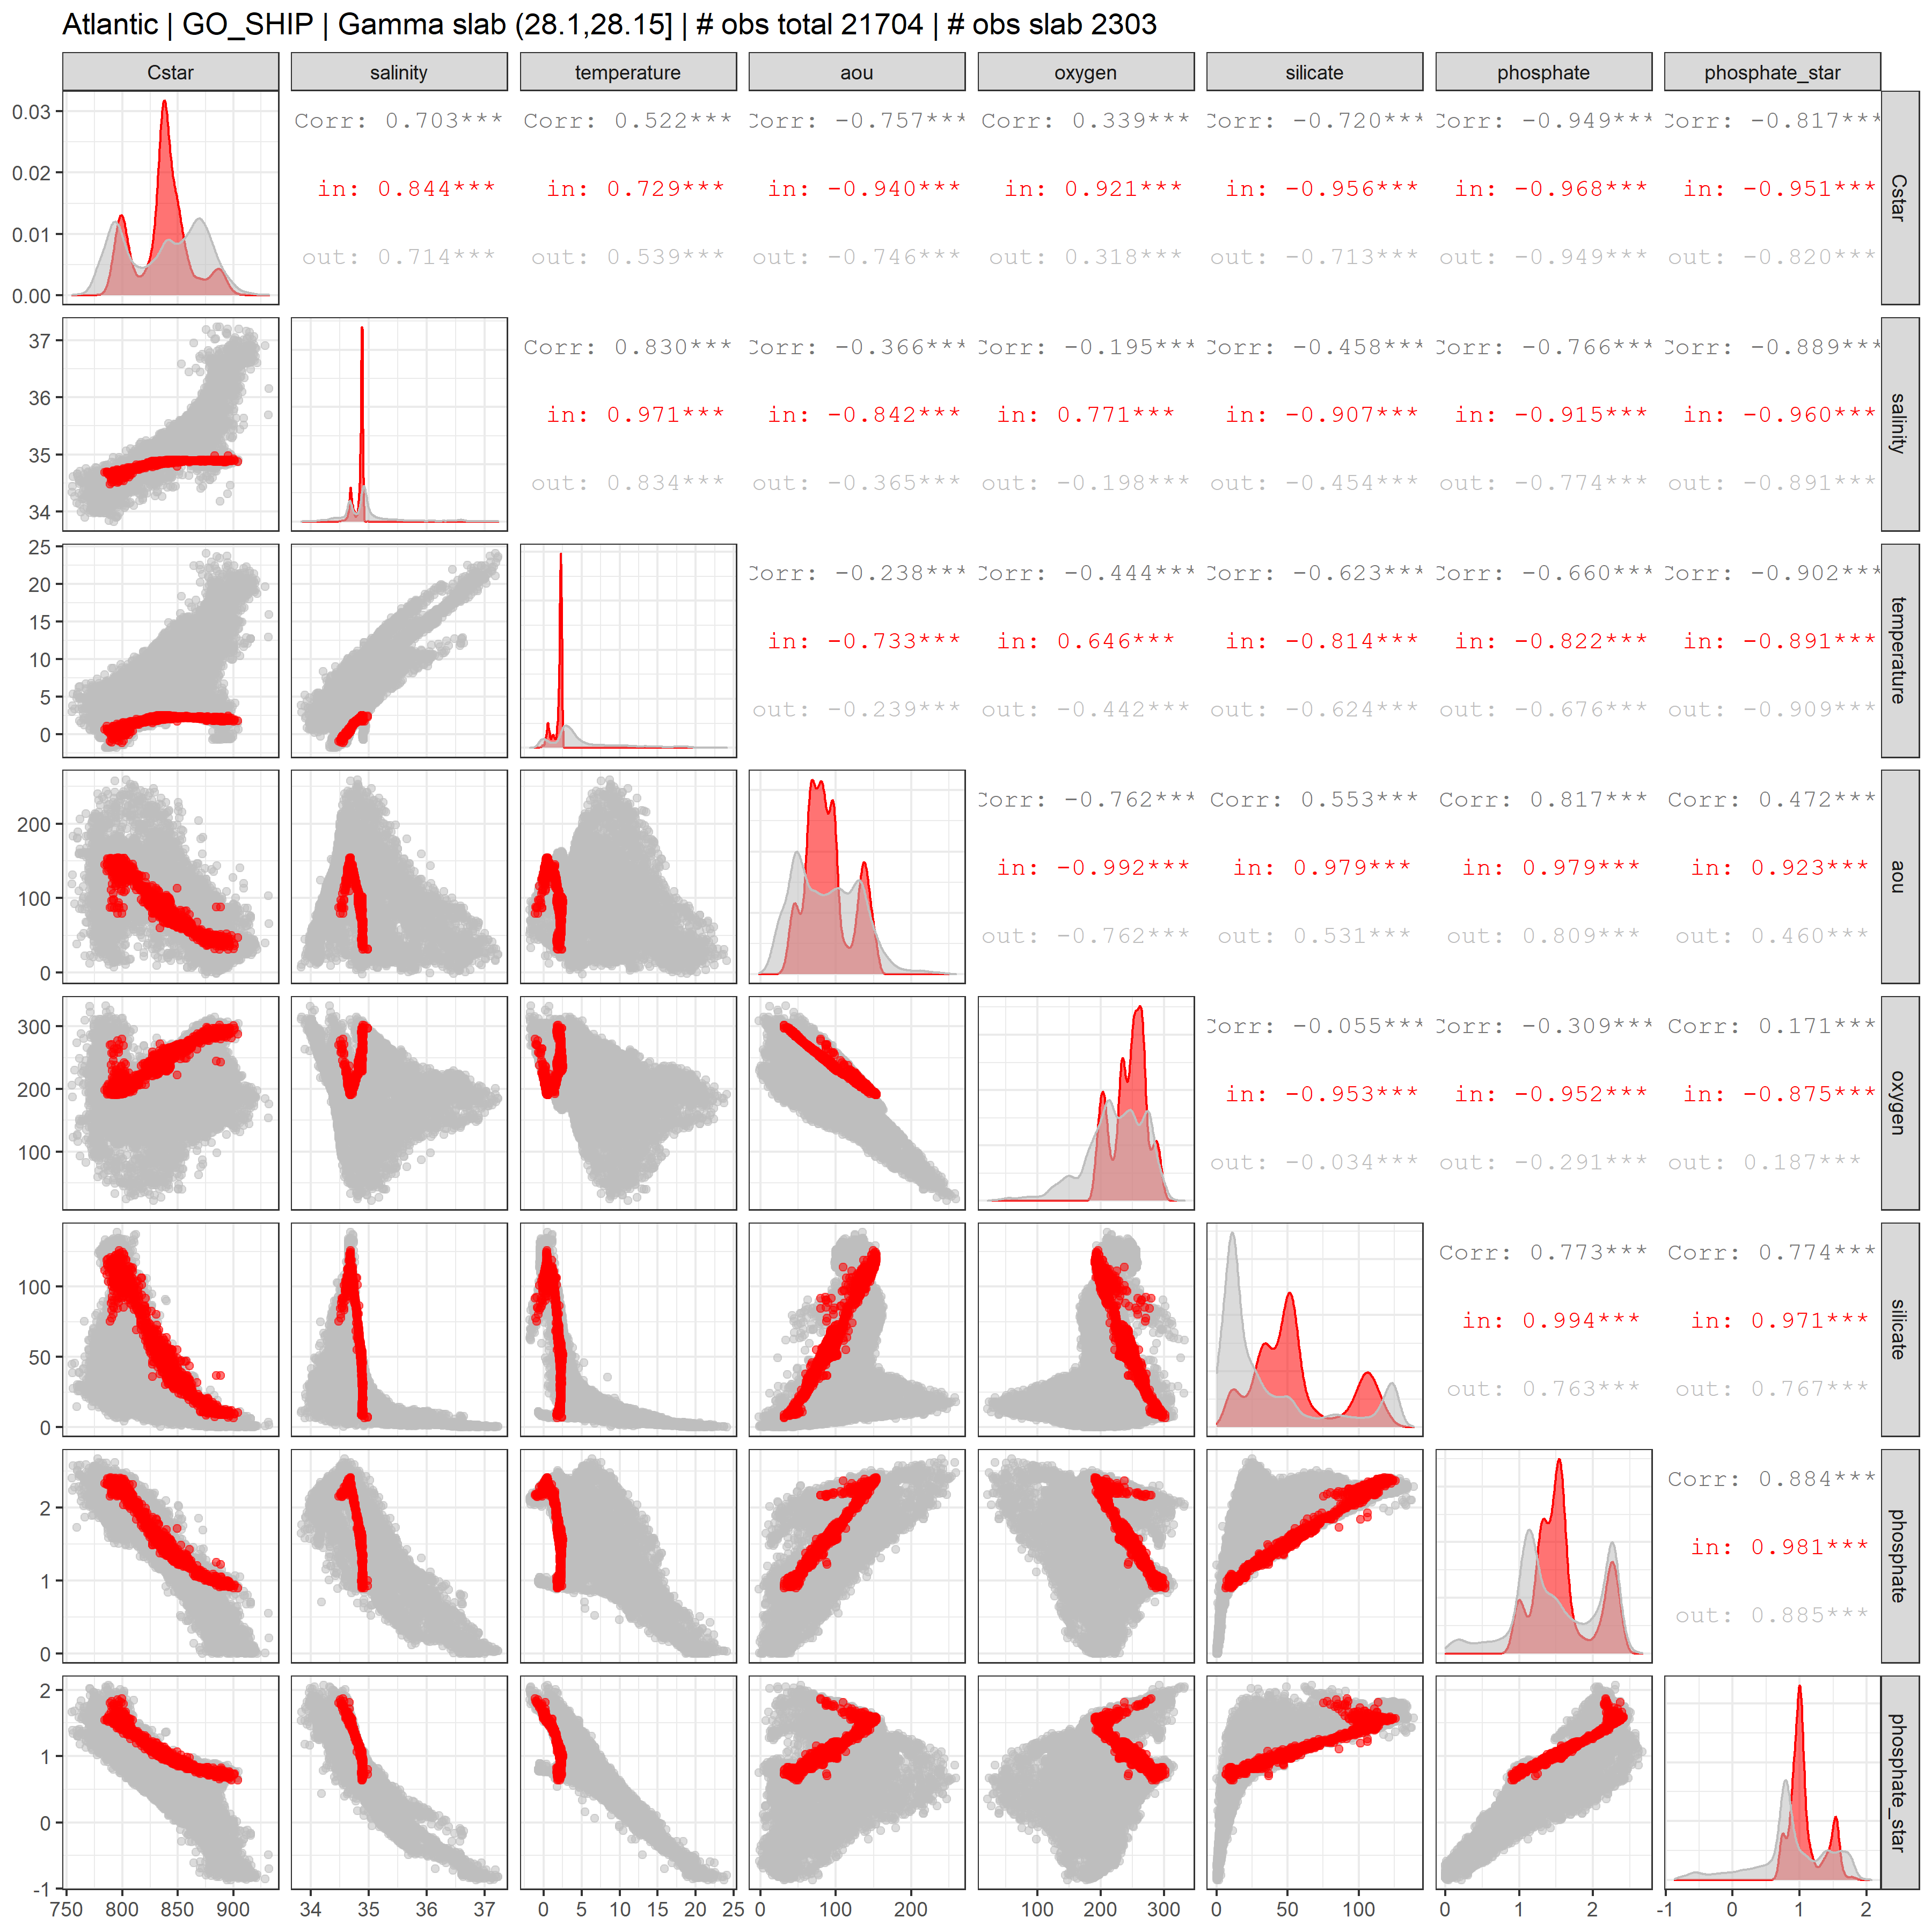 Atlantic | GO_SHIP | Gamma slab (28.1,28.15] | # obs total 21704 | # obs slab 2303
Cstar salinity temperature aou oxygen silicate phosphate phosphate_star
0.03
0.02
0.01
0.00
Corr: 0.703*** Corr: 0.522*** Corr: -0.757*** Corr: 0.339*** Corr: -0.720*** Corr: -0.949*** Corr: -0.817***
in: 0.844*** in: 0.729*** in: -0.940*** in: 0.921*** in: -0.956*** in: -0.968*** in: -0.951***
out: 0.714*** out: 0.539*** out: -0.746*** out: 0.318*** out: -0.713*** out: -0.949*** out: -0.820***
Cstar
37
36
35
34
Corr: 0.830*** Corr: -0.366*** Corr: -0.195*** Corr: -0.458*** Corr: -0.766*** Corr: -0.889***
in: 0.971*** in: -0.842*** in: 0.771*** in: -0.907*** in: -0.915*** in: -0.960***
out: 0.834*** out: -0.365*** out: -0.198*** out: -0.454*** out: -0.774*** out: -0.891***
salinity
25
20
15
10
5
0
Corr: -0.238*** Corr: -0.444*** Corr: -0.623*** Corr: -0.660*** Corr: -0.902***
in: -0.733*** in: 0.646*** in: -0.814*** in: -0.822*** in: -0.891***
out: -0.239*** out: -0.442*** out: -0.624*** out: -0.676*** out: -0.909***
temperature
200
100
0
Corr: -0.762*** Corr: 0.553*** Corr: 0.817*** Corr: 0.472***
in: -0.992*** in: 0.979*** in: 0.979*** in: 0.923***
out: -0.762*** out: 0.531*** out: 0.809*** out: 0.460***
aou
300
200
100
Corr: -0.055*** Corr: -0.309*** Corr: 0.171***
in: -0.953*** in: -0.952*** in: -0.875***
out: -0.034*** out: -0.291*** out: 0.187***
oxygen
100
50
0
Corr: 0.773*** Corr: 0.774***
in: 0.994*** in: 0.971***
out: 0.763*** out: 0.767***
silicate
2
1
0
Corr: 0.884***
in: 0.981***
out: 0.885***
phosphate
2
1
0
-1
phosphate_star
750 800 850 900 34 35 36 37 0 5 10 15 20 25 0 100 200 100 200 300 0 50 100 0 1 2 -1 0 1 2